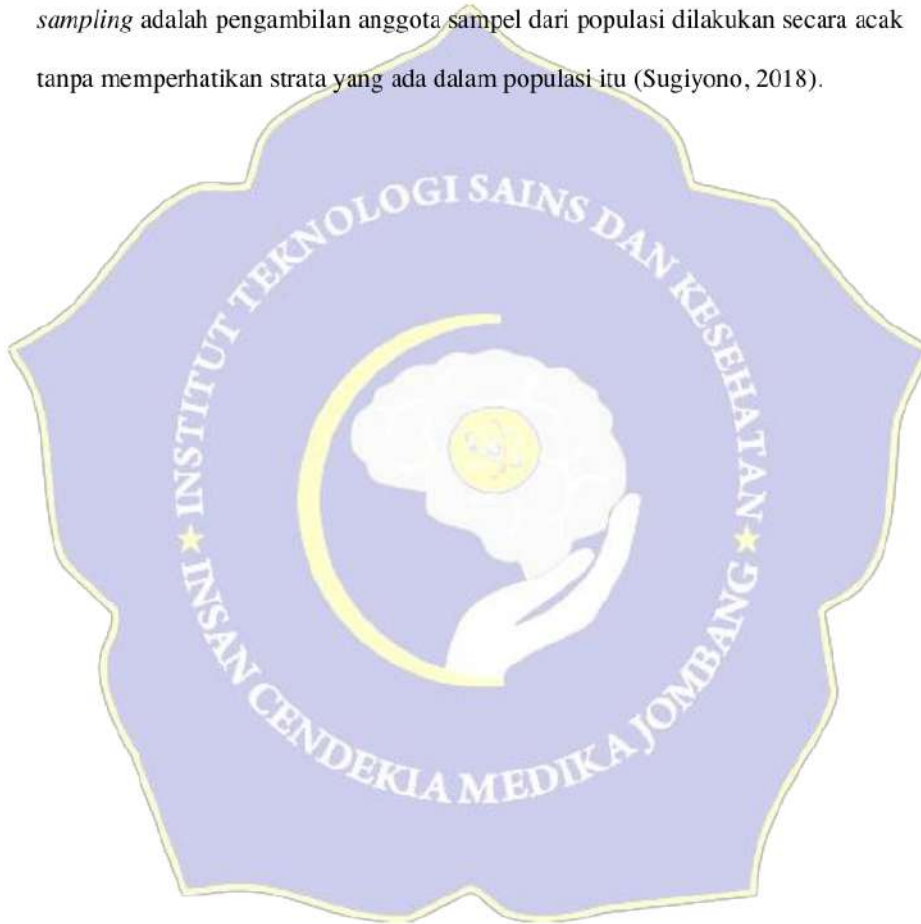 sampling adalah pengambilan anggota sampel dari populasi dilakukan secara acak
tanpa memperhatikan strata yang ada dalam populasi itu (Sugiyono, 2018).
INSTITUT TEKNOLOGI SAINS DAN KESEHATAN
INSAN CENDEKIA MEDIKA JOMBANG